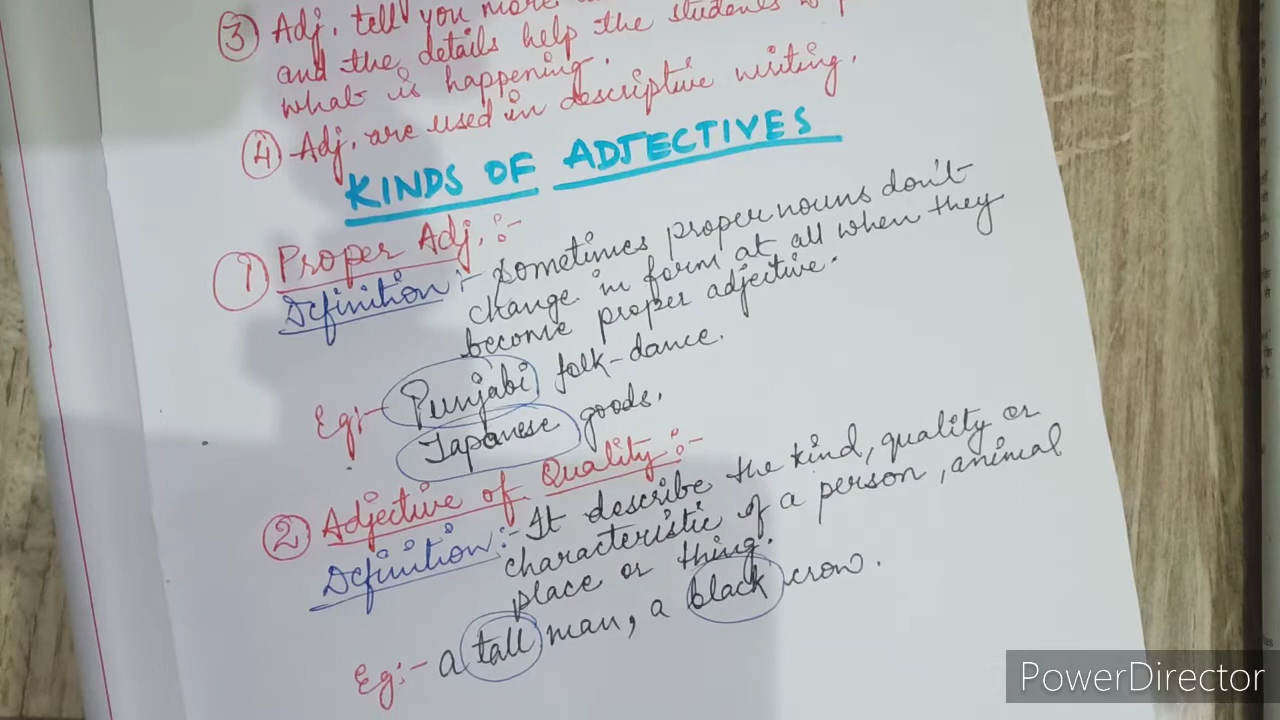 ③ Adj. tell you more
and the details help the students
what is happening.
④ Adj. are used in descriptive writing.
KINDS OF ADJECTIVES
① Proper Adj. :-
Definition :- Sometimes proper nouns don't
change in form at all when they
become proper adjective.
Eg:- Punjabi folk-dance.
Japanese goods.
② Adjective of Quality :-
Definition :- It describe the kind, quality or
characteristic of a person, animal
place or thing.
Eg:- a tall man, a black crow.
PowerDirector